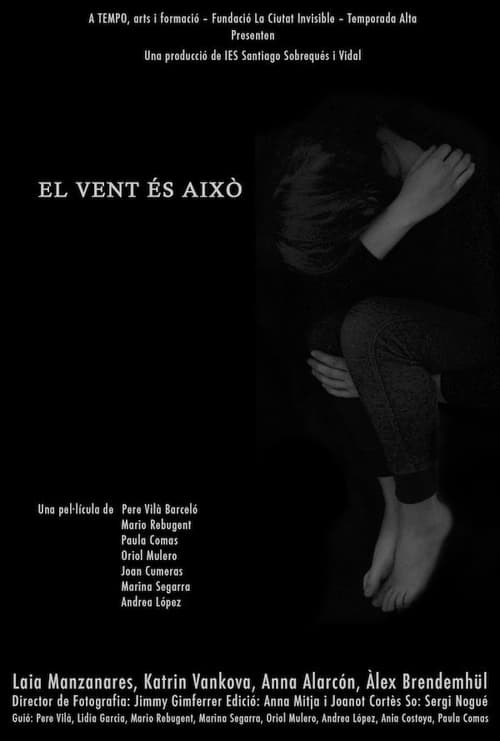 A TEMPO, arts i formació – Fundació La Ciutat Invisible – Temporada Alta
Presenten
Una producció de IES Santiago Sobrequés i Vidal
EL VENT ÉS AIXÒ
Una pel·lícula de Pere Vilà Barceló
Mario Rebugent
Paula Comas
Oriol Mulero
Joan Cumeras
Marina Segarra
Andrea López
Laia Manzanares, Katrin Vankova, Anna Alarcón, Àlex Brendemhül
Director de Fotografia: Jimmy Gimferrer Edició: Anna Mitja i Joanot Cortès So: Sergi Nogué
Guió: Pere Vilà, Lidia Garcia, Mario Rebugent, Marina Segarra, Oriol Mulero, Andrea López, Ania Costoya, Paula Comas